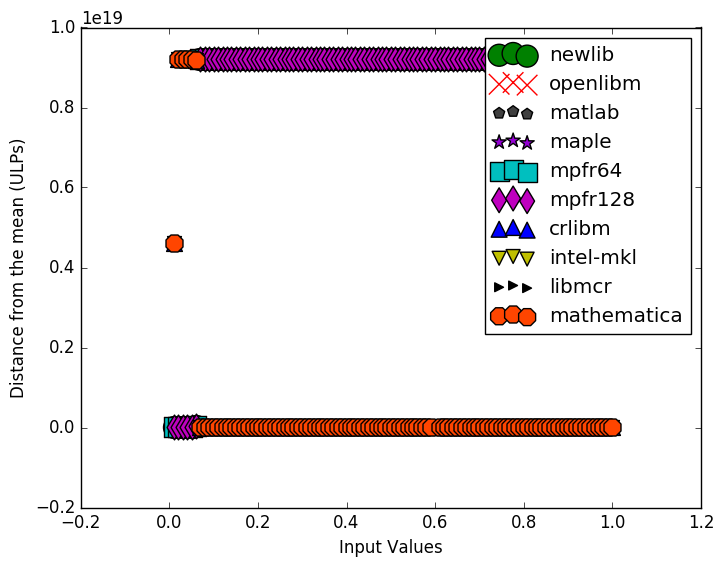 1e19
1.0
0.8
0.6
0.4
0.2
0.0
−0.2
−0.2
0.0
0.2
0.4
0.6
0.8
1.0
1.2
Distance from the mean (ULPs)
Input Values
newlib
openlibm
matlab
maple
mpfr64
mpfr128
crlibm
intel-mkl
libmcr
mathematica